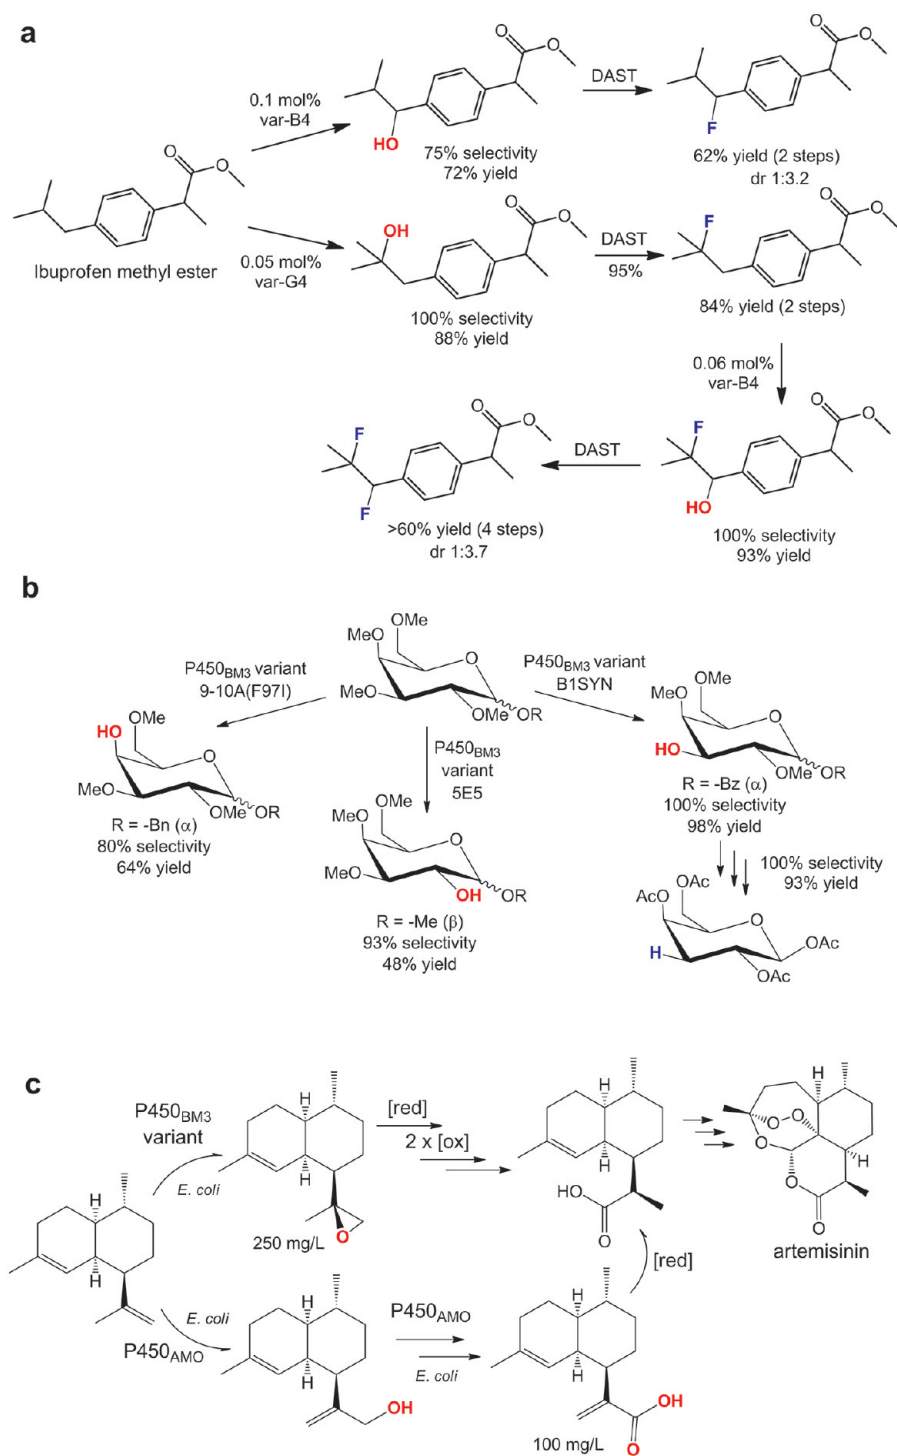 a
0.1 mol%
var-B4
HO
O
O
75% selectivity
72% yield
DAST
F
O
O
62% yield (2 steps)
dr 1:3.2
O
O
Ibuprofen methyl ester
0.05 mol%
var-G4
OH
O
O
100% selectivity
88% yield
DAST
95%
F
O
O
84% yield (2 steps)
0.06 mol%
var-B4
F
O
O
HO
100% selectivity
93% yield
DAST
F
F
O
O
>60% yield (4 steps)
dr 1:3.7
b
OMe
MeO
O
MeO
OMe
OR
P450BM3 variant
9-10A(F97I)
OMe
HO
O
MeO
OMe
OR
R = -Bn (α)
80% selectivity
64% yield
P450BM3
variant
5E5
OMe
MeO
O
MeO
OH
OR
R = -Me (β)
93% selectivity
48% yield
P450BM3 variant
B1SYN
OMe
MeO
O
HO
OMe
OR
R = -Bz (α)
100% selectivity
98% yield
100% selectivity
93% yield
OAc
AcO
O
H
OAc
AcO
c
H
H
P450BM3
variant
E. coli
H
H
O
250 mg/L
[red]
2 x [ox]
H
H
HO
O
H
O
O
O
H
O
O
artemisinin
E. coli
P450AMO
H
H
OH
P450AMO
E. coli
H
H
OH
O
100 mg/L
[red]